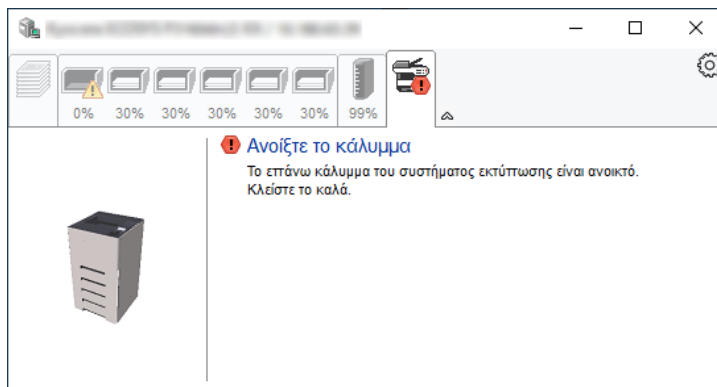 0% 30% 30% 30% 30% 30% 99%
Ανοίξτε το κάλυμμα
Το επάνω κάλυμμα του συστήματος εκτύπωσης είναι ανοικτό.
Κλείστε το καλά.